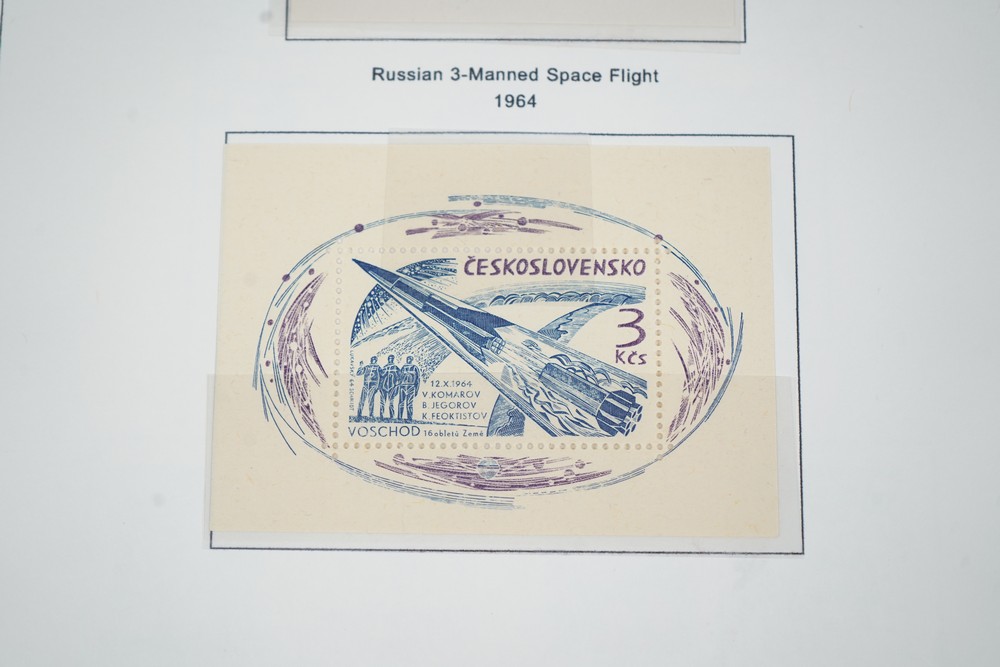 Russian 3-Manned Space Flight
1964
ČESKOSLOVENSKO
3
Kčs
12.X.1964
V.KOMAROV
B.JEGOROV
K.FEOKTISTOV
VOSCHOD 16 obletů Země